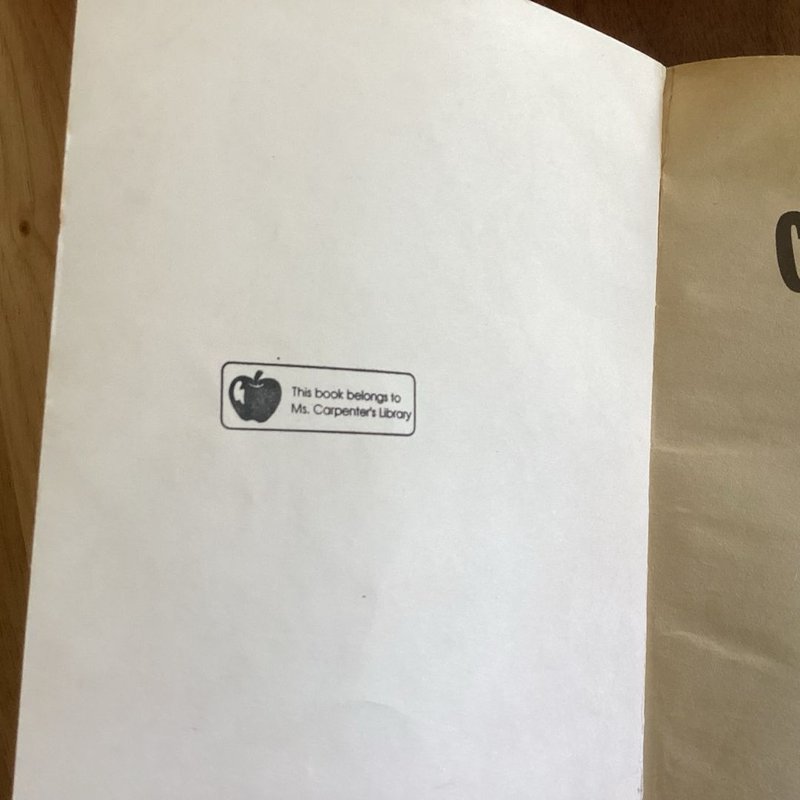 This book belongs to
Ms. Carpenter's Library